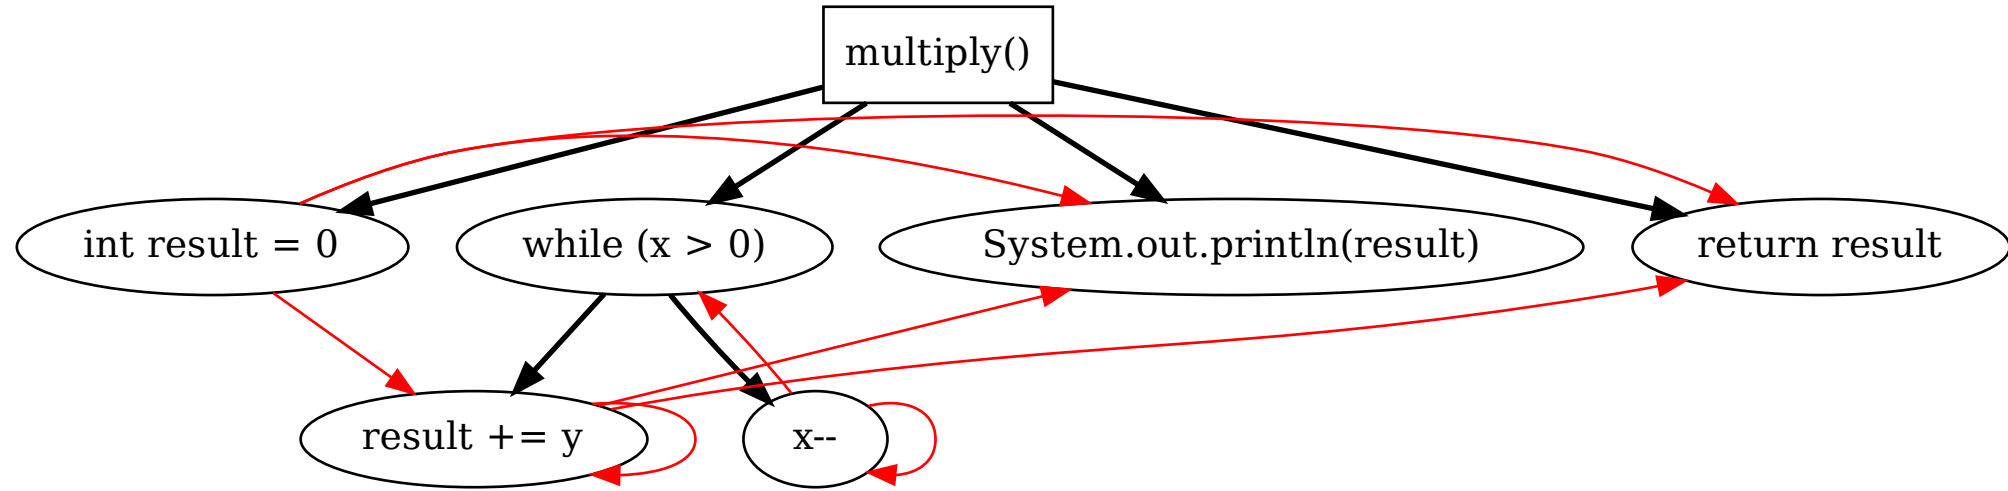 multiply()
int result = 0
while (x > 0)
System.out.println(result)
return result
result += y
x--